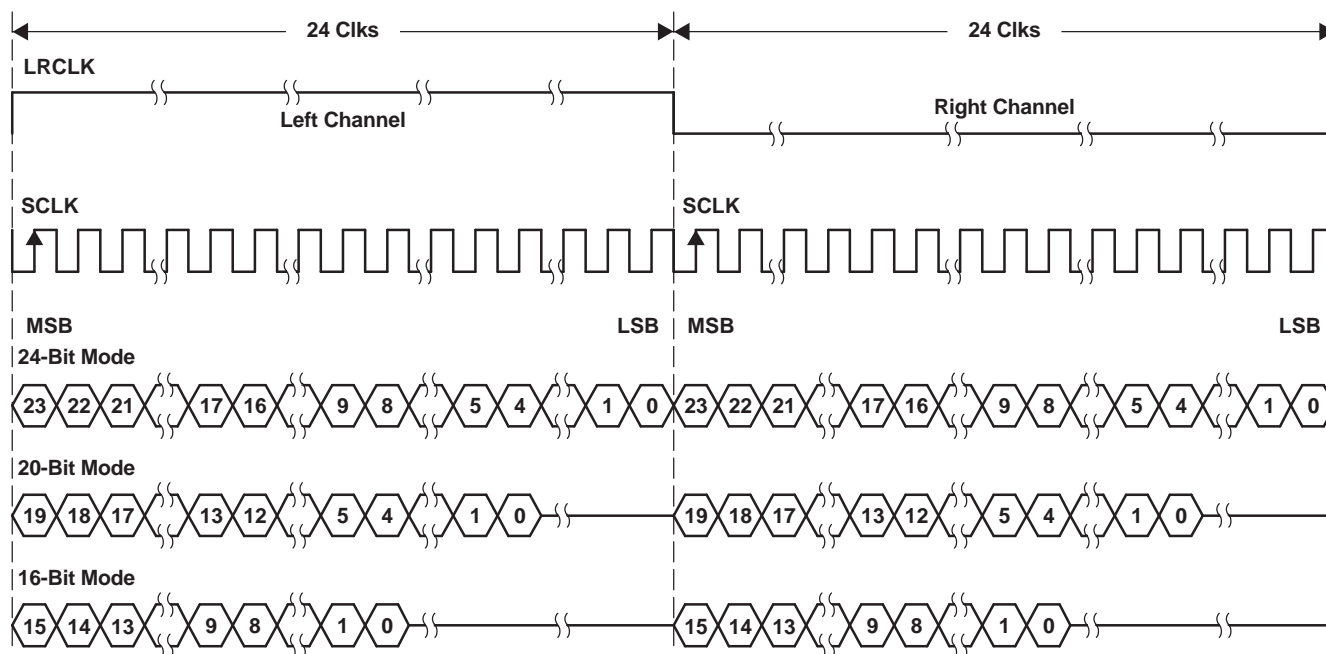 24 Clks 24 Clks
LRCLK
Left Channel Right Channel
SCLK SCLK
MSB LSB MSB LSB
24-Bit Mode
23 22 21 17 16 9 8 5 4 1 0 23 22 21 17 16 9 8 5 4 1 0
20-Bit Mode
19 18 17 13 12 5 4 1 0 19 18 17 13 12 5 4 1 0
16-Bit Mode
15 14 13 9 8 1 0 15 14 13 9 8 1 0